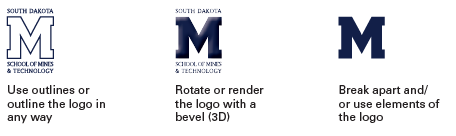 SOUTH DAKOTA
M
SCHOOL OF MINES
& TECHNOLOGY
Use outlines or
outline the logo in
any way
SOUTH DAKOTA
M
SCHOOL OF MINES
& TECHNOLOGY
Rotate or render
the logo with a
bevel (3D)
M
Break apart and/
or use elements of
the logo